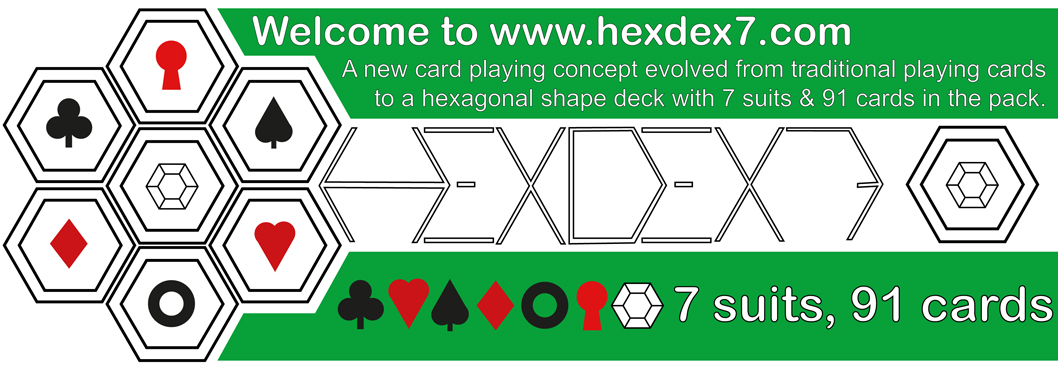 Welcome to www.hexdex7.com
A new card playing concept evolved from traditional playing cards
to a hexagonal shape deck with 7 suits & 91 cards in the pack.
HEXDEX7
7 suits, 91 cards